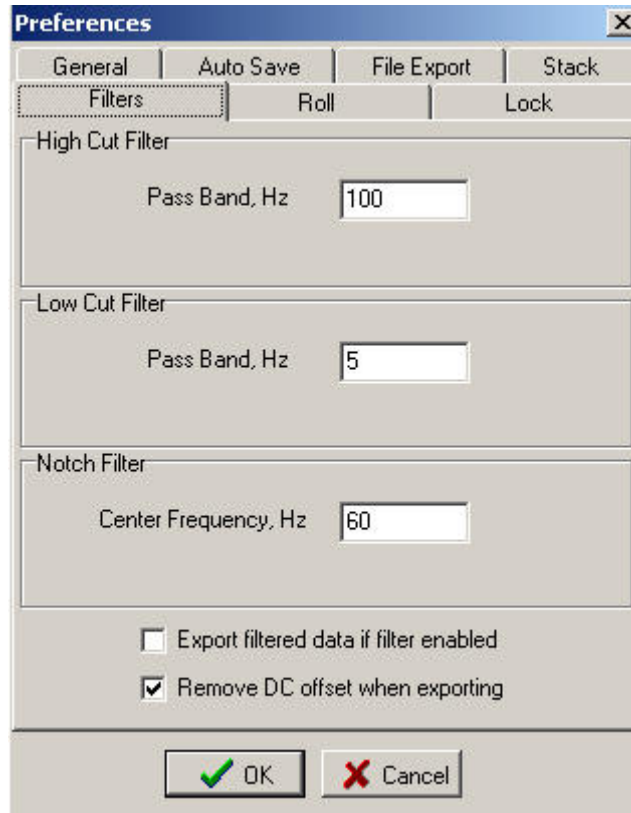 Preferences
General Auto Save File Export Stack
Filters Roll Lock
High Cut Filter
Pass Band, Hz 100
Low Cut Filter
Pass Band, Hz 5
Notch Filter
Center Frequency, Hz 60
Export filtered data if filter enabled
Remove DC offset when exporting
OK Cancel